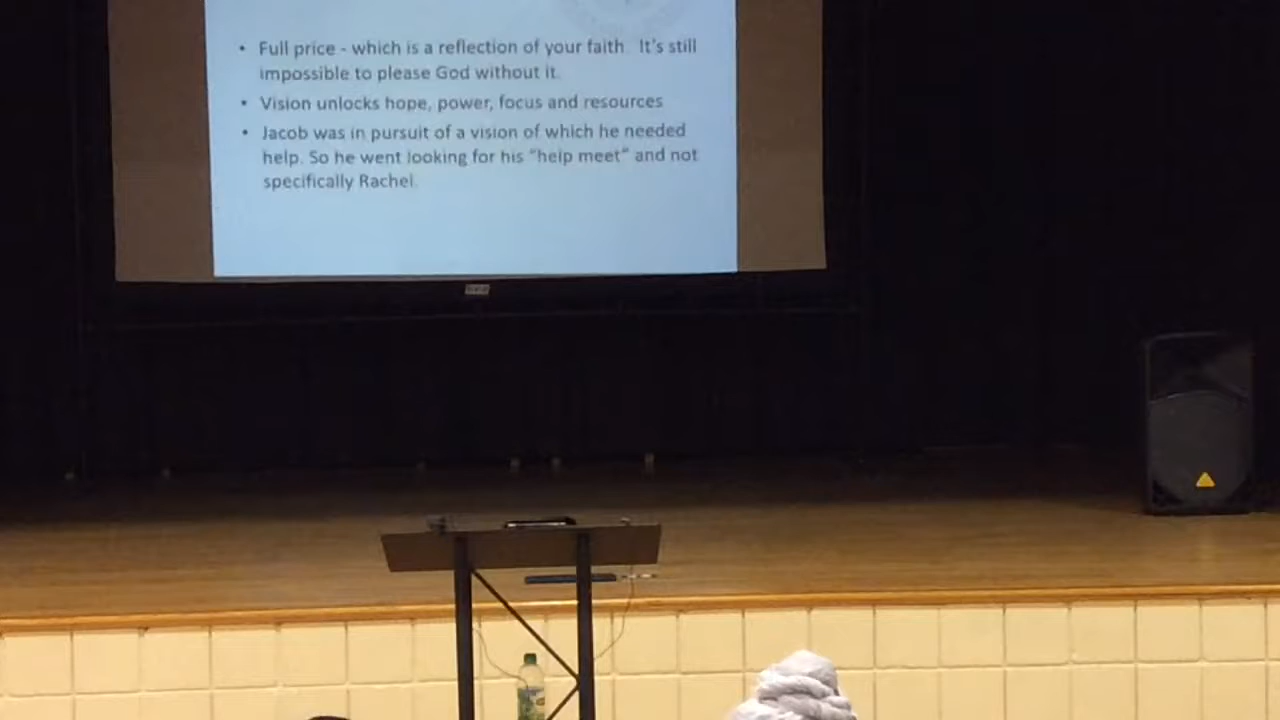 • Full price - which is a reflection of your faith. It's still
impossible to please God without it.
• Vision unlocks hope, power, focus and resources
• Jacob was in pursuit of a vision of which he needed
help. So he went looking for his "help meet" and not
specifically Rachel.